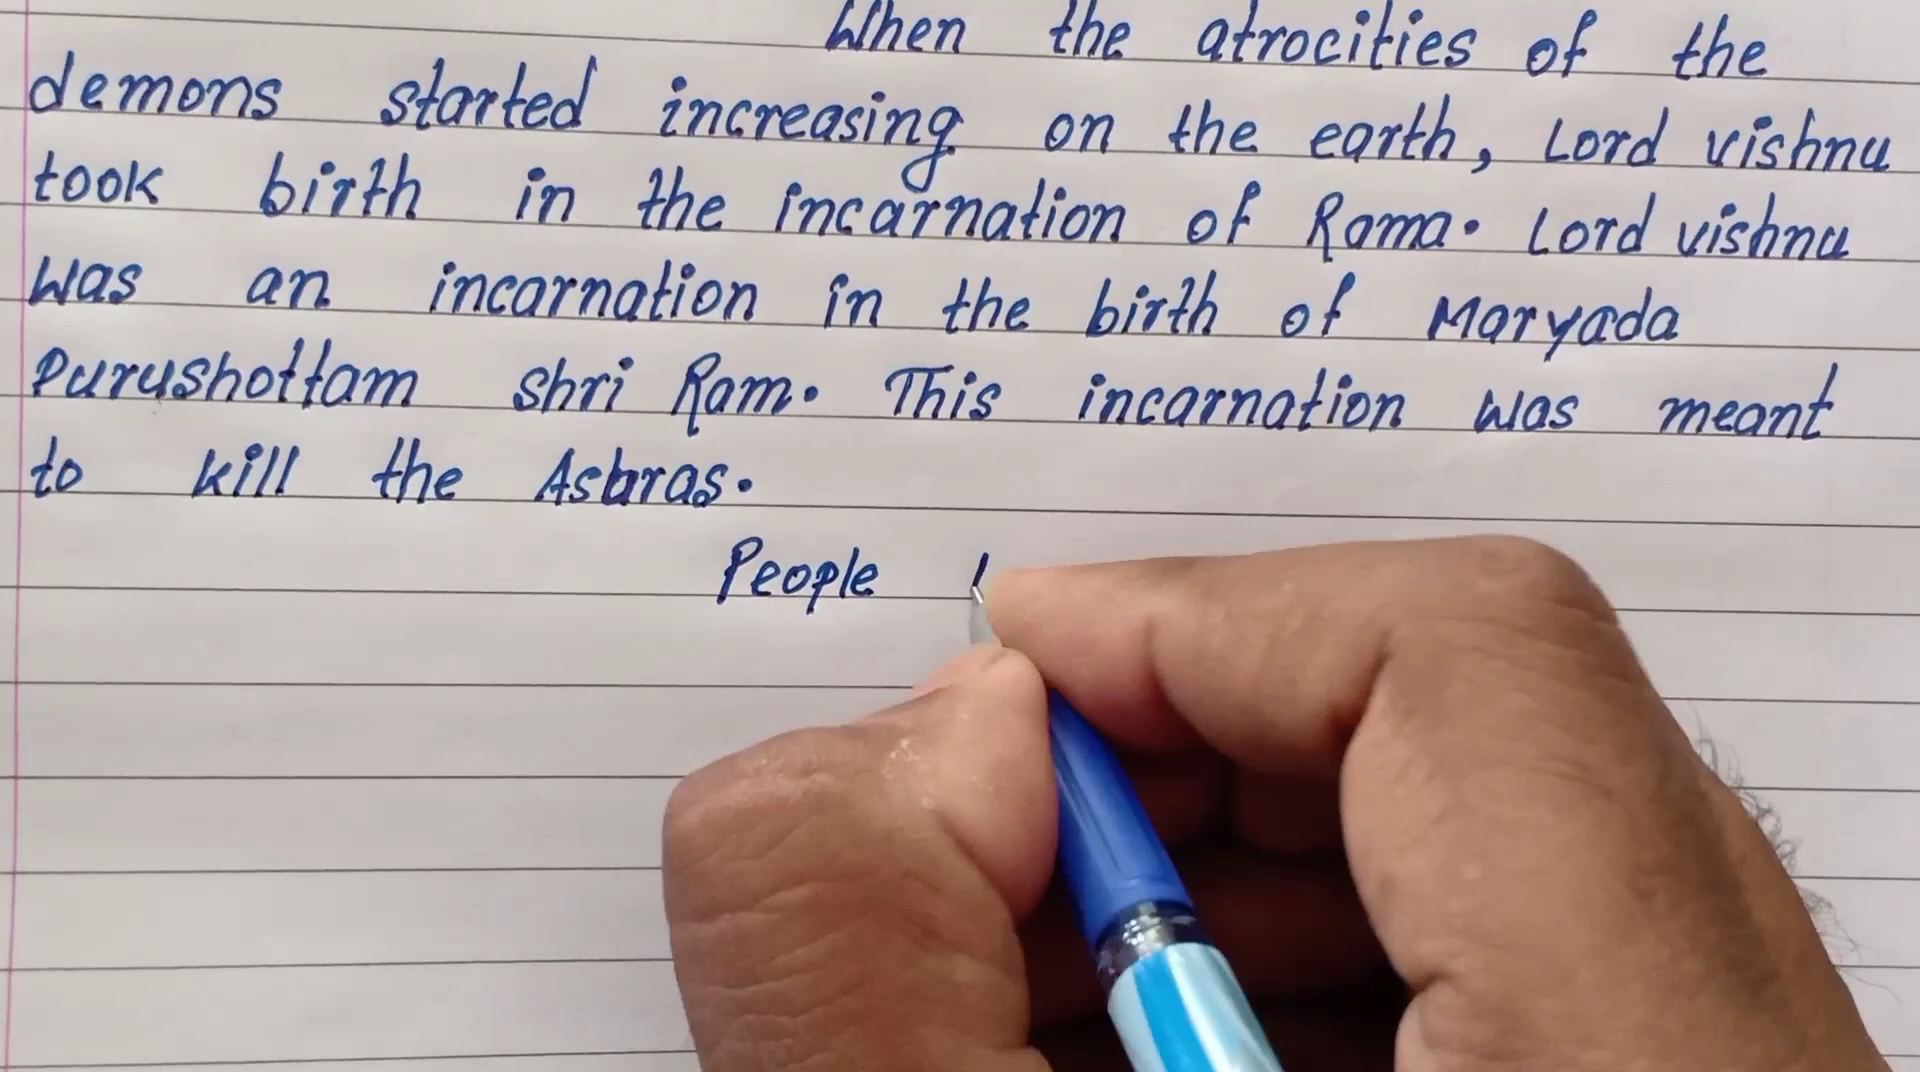 When the atrocities of the
demons started increasing on the earth, Lord vishnu
took birth in the incarnation of Rama. Lord vishnu
was an incarnation in the birth of Maryada
Purushottam shri Ram. This incarnation was meant
to kill the Asuras.
People